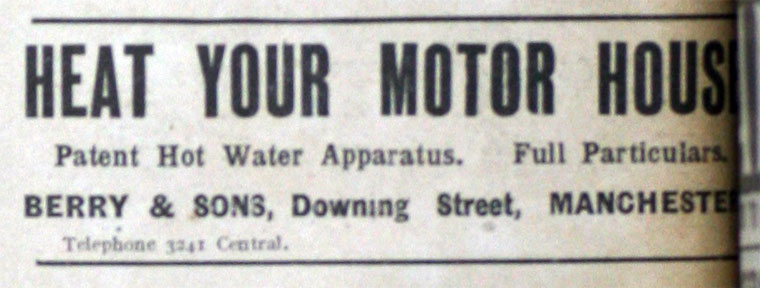 HEAT YOUR MOTOR HOUS
Patent Hot Water Apparatus. Full Particulars.
BERRY & SONS, Downing Street, MANCHESTE
Telephone 3241 Central.